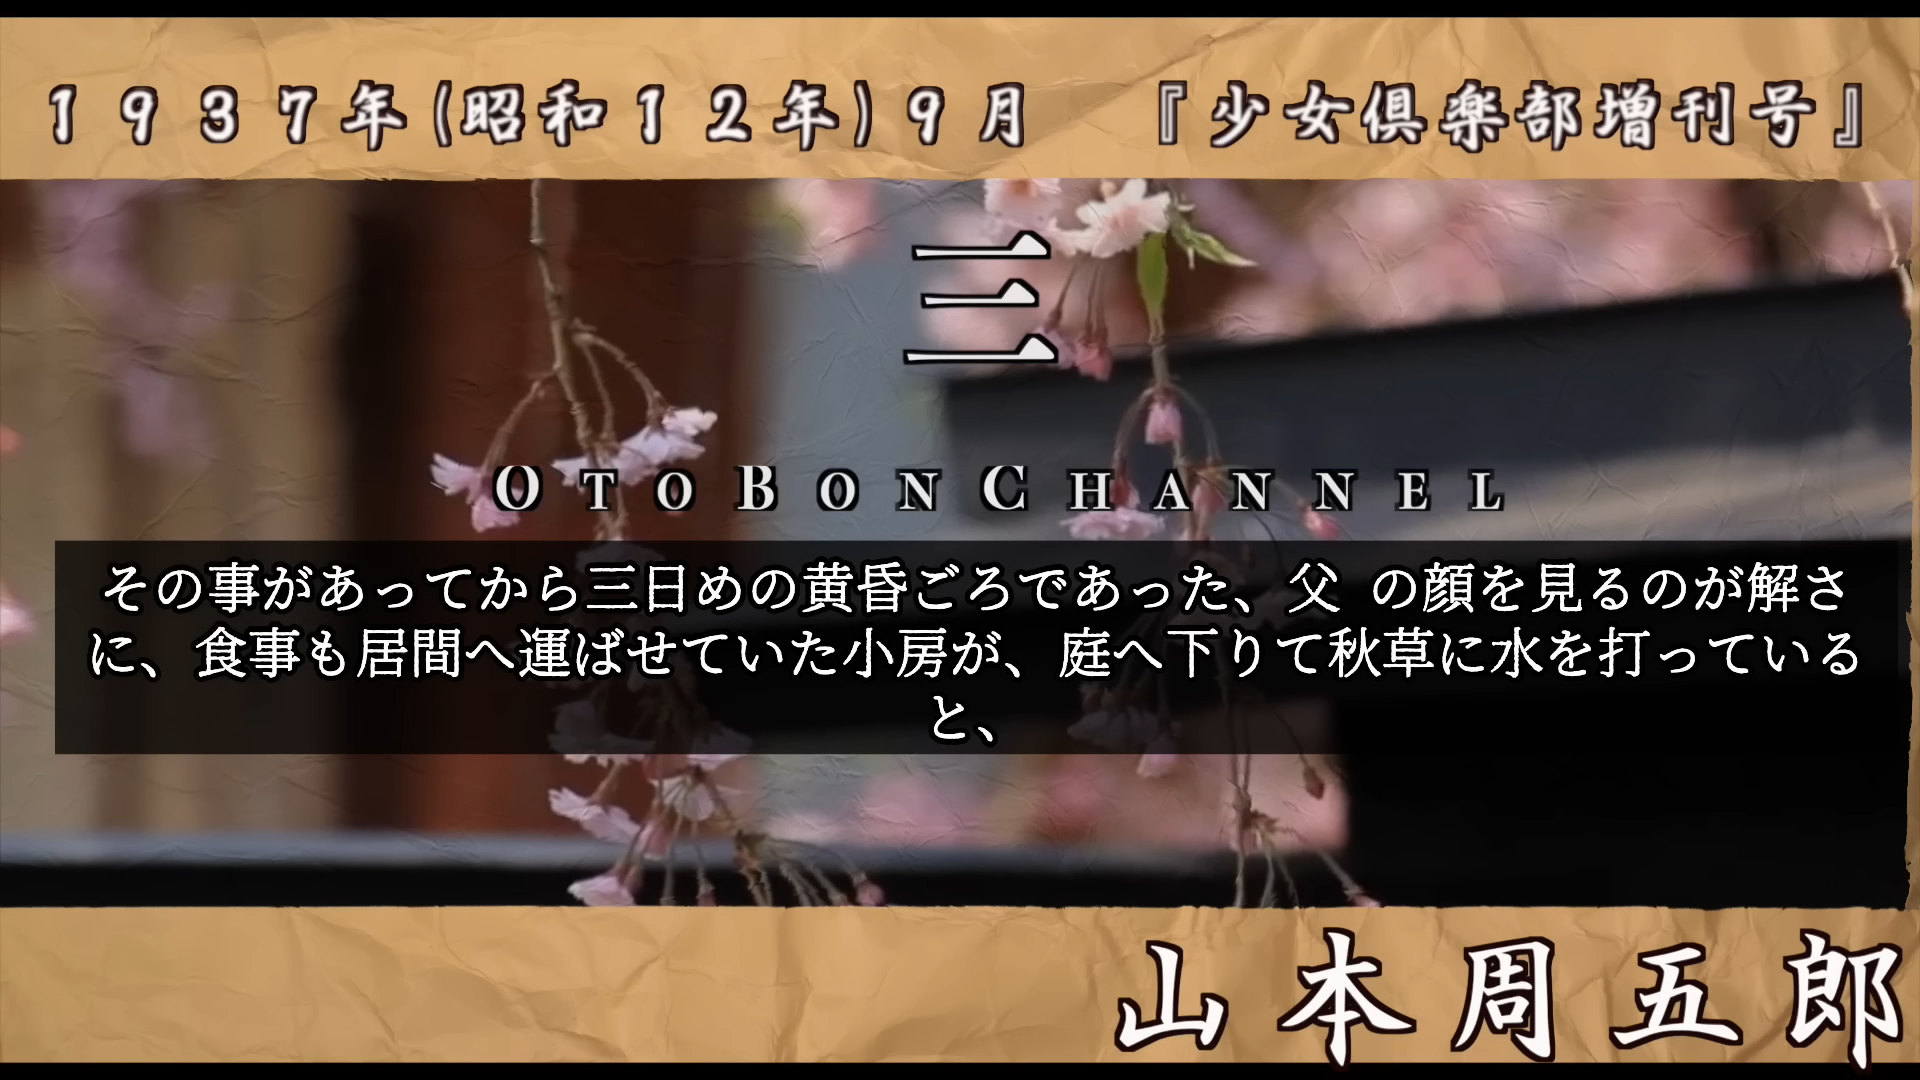 １９３７年(昭和１２年)９月　『少女倶楽部増刊号』
三
OTOBONCHANNEL
その事があってから三日めの黄昏ごろであった、父 の顔を見るのが解さ
に、食事も居間へ運ばせていた小房が、庭へ下りて秋草に水を打っている
と、
山本周五郎